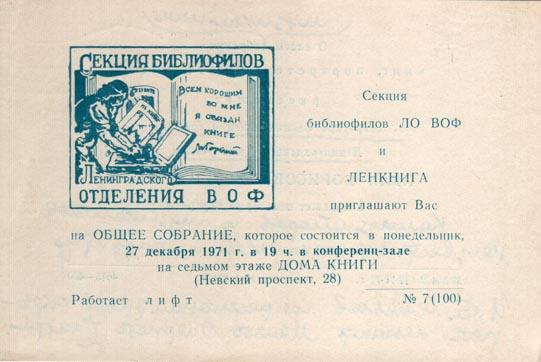 СЕКЦИЯ БИБЛИОФИЛОВ
ВСЕМ ХОРОШИМ
ВО МНЕ
Я ОБЯЗАН
КНИГЕ
М. Горький
ЛЕНИНГРАДСКОГО
ОТДЕЛЕНИЯ ВОФ
Секция
библиофилов ЛО ВОФ
и
ЛЕНКНИГА
приглашают Вас
на ОБЩЕЕ СОБРАНИЕ, которое состоится в понедельник,
27 декабря 1971 г. в 19 ч. в конференц-зале
на седьмом этаже ДОМА КНИГИ
(Невский проспект, 28)
Работает лифт
№ 7(100)